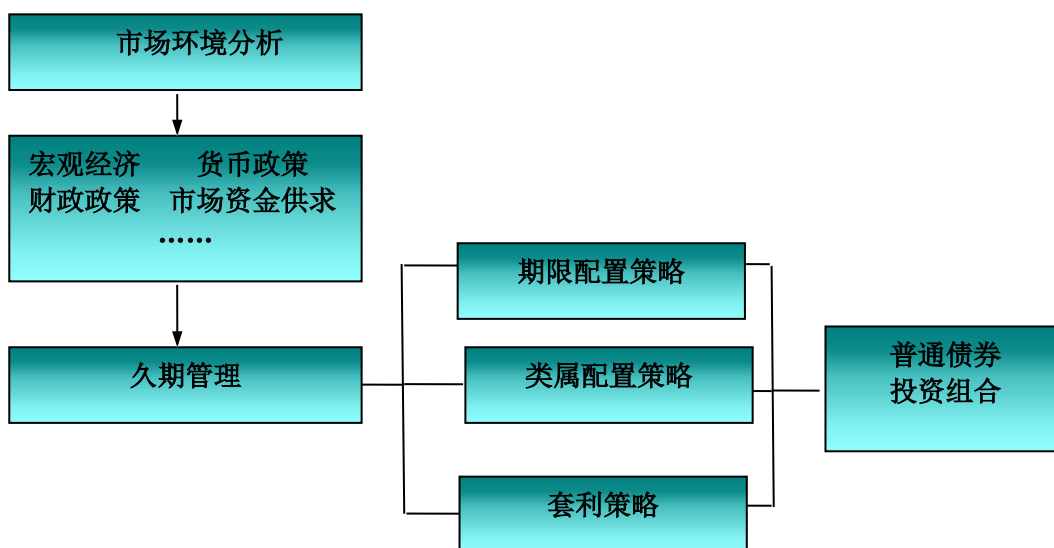 市场环境分析
宏观经济 货币政策
财政政策 市场资金供求
……
久期管理
期限配置策略
类属配置策略
套利策略
普通债券
投资组合